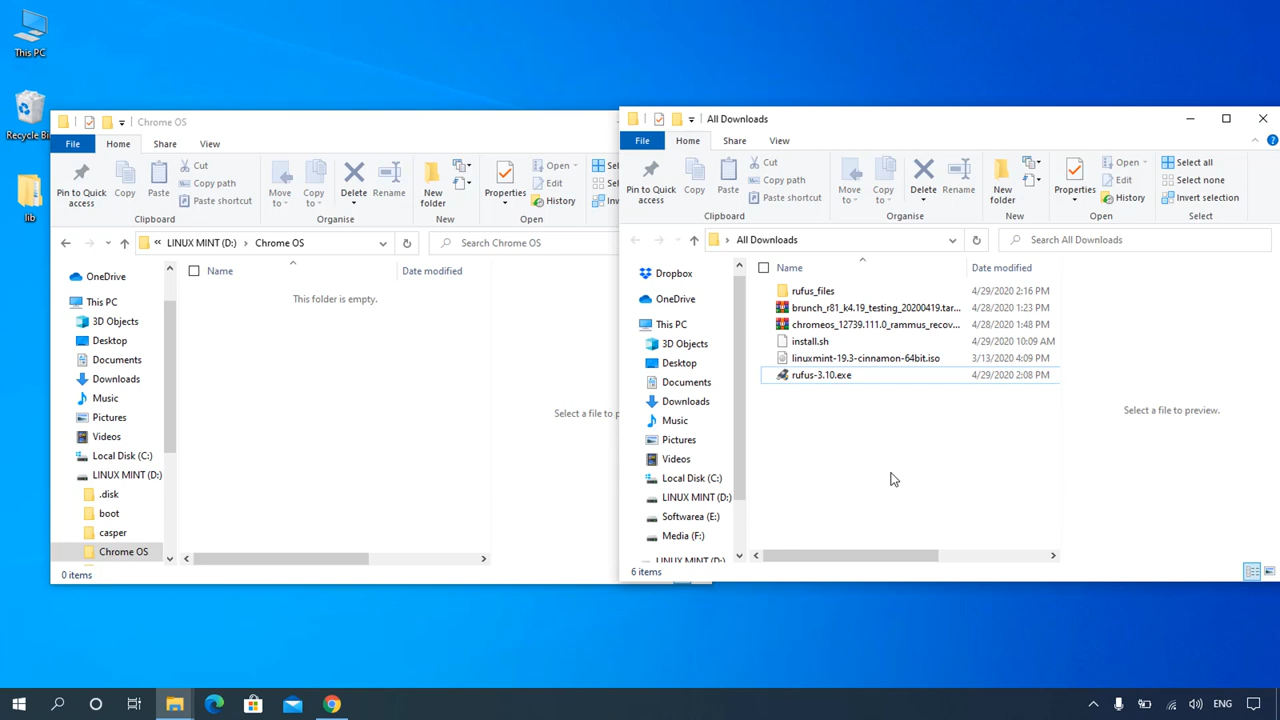 This PC
Recycle Bi
lib
Chrome OS
File
Home
Share
View
Pin to Quick access
Copy
Paste
Cut
Copy path
Paste shortcut
Clipboard
Move to
Copy to
Delete
Rename
Organise
New folder
New
Properties
Open
Edit
History
Open
LINUX MINT (D:)
Chrome OS
Search Chrome OS
OneDrive
This PC
3D Objects
Desktop
Documents
Downloads
Music
Pictures
Videos
Local Disk (C:)
LINUX MINT (D:)
.disk
boot
casper
Chrome OS
Name
Date modified
This folder is empty.
Select a file to p
0 items
All Downloads
File
Home
Share
View
Pin to Quick access
Copy
Paste
Cut
Copy path
Paste shortcut
Clipboard
Move to
Copy to
Delete
Rename
Organise
New folder
New
Properties
Open
Edit
History
Open
Select all
Select none
Invert selection
Select
All Downloads
Search All Downloads
Dropbox
OneDrive
This PC
3D Objects
Desktop
Documents
Downloads
Music
Pictures
Videos
Local Disk (C:)
LINUX MINT (D:)
Softwarea (E:)
Media (F:)
LINUX MINT (D:)
Name
Date modified
rufus_files 4/29/2020 2:16 PM
brunch_r81_k4.19_testing_20200419.tar... 4/28/2020 1:23 PM
chromeos_12739.111.0_rammus_recov... 4/28/2020 1:48 PM
install.sh 4/29/2020 10:09 AM
linuxmint-19.3-cinnamon-64bit.iso 3/13/2020 4:09 PM
rufus-3.10.exe 4/29/2020 2:08 PM
Select a file to preview.
6 items
ENG